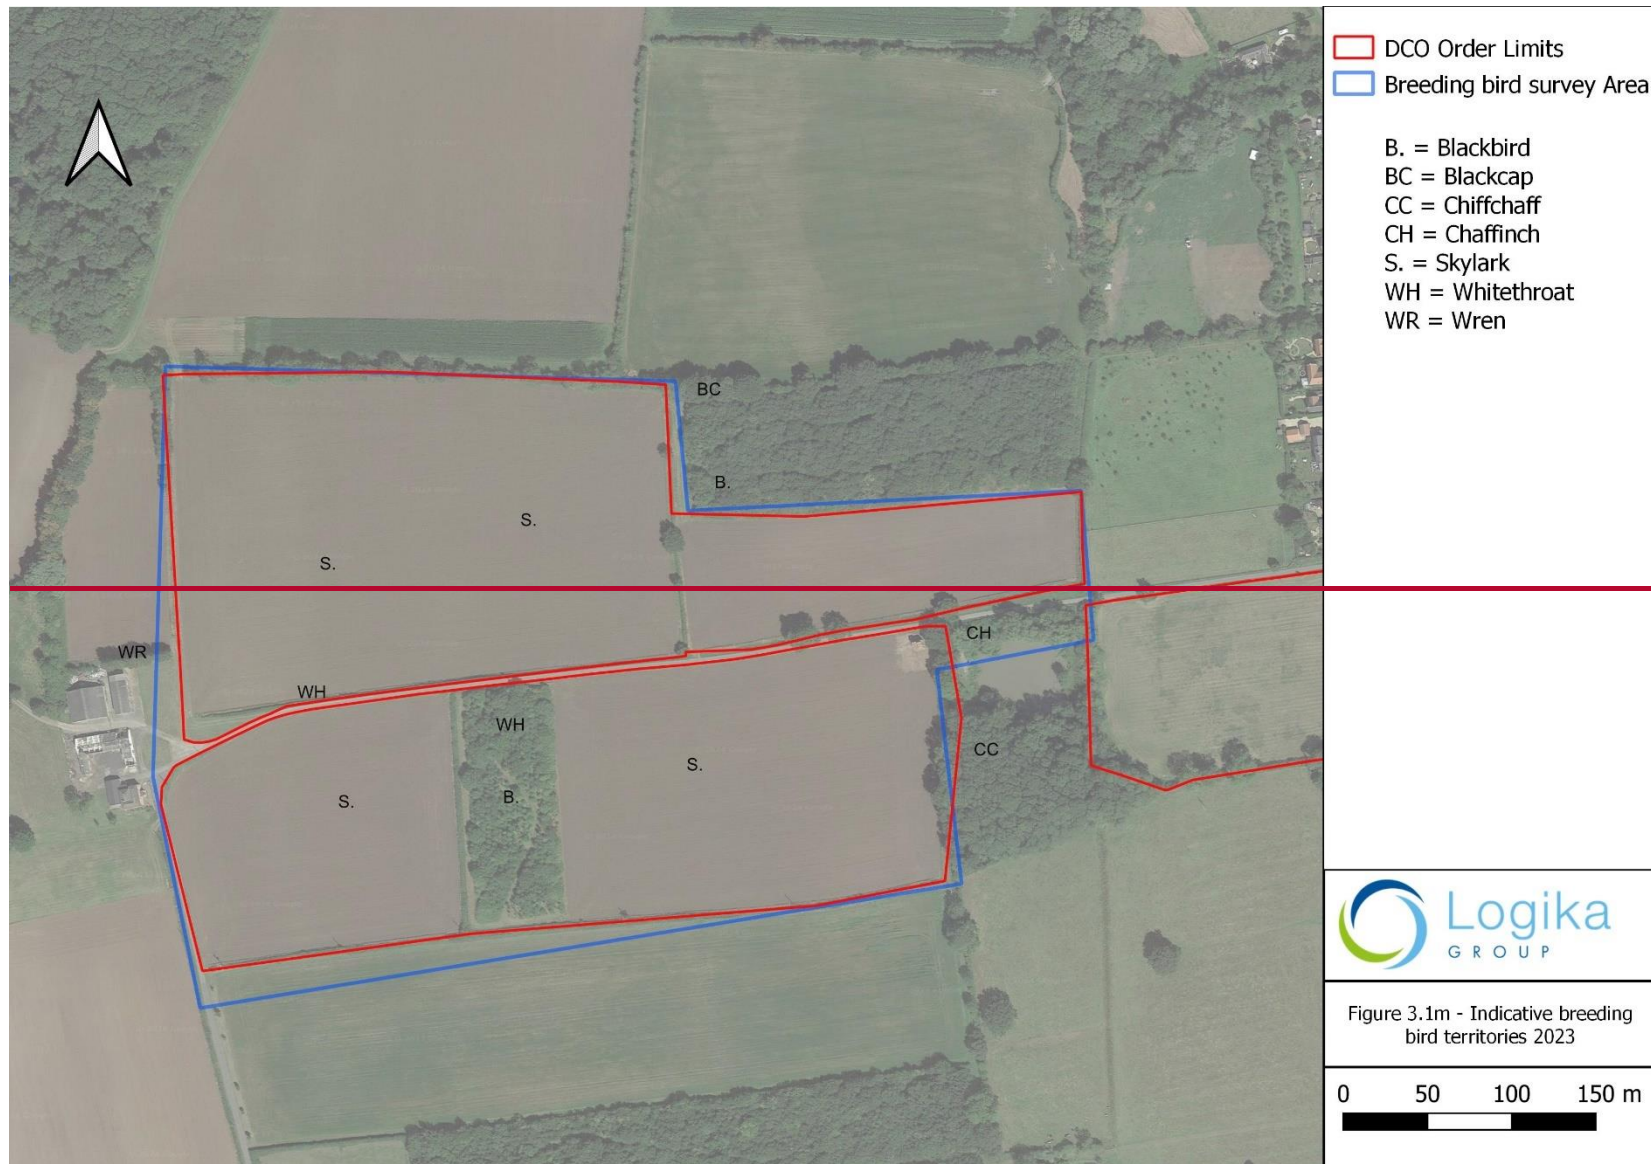 DCO Order Limits
Breeding bird survey Area
B. = Blackbird
BC = Blackcap
CC = Chiffchaff
CH = Chaffinch
S. = Skylark
WH = Whitethroat
WR = Wren
BC
B.
S.
S.
CH
WR
WH
WH
CC
S.
B.
S.
Logika
GROUP
Figure 3.1m - Indicative breeding
bird territories 2023
0 50 100 150 m